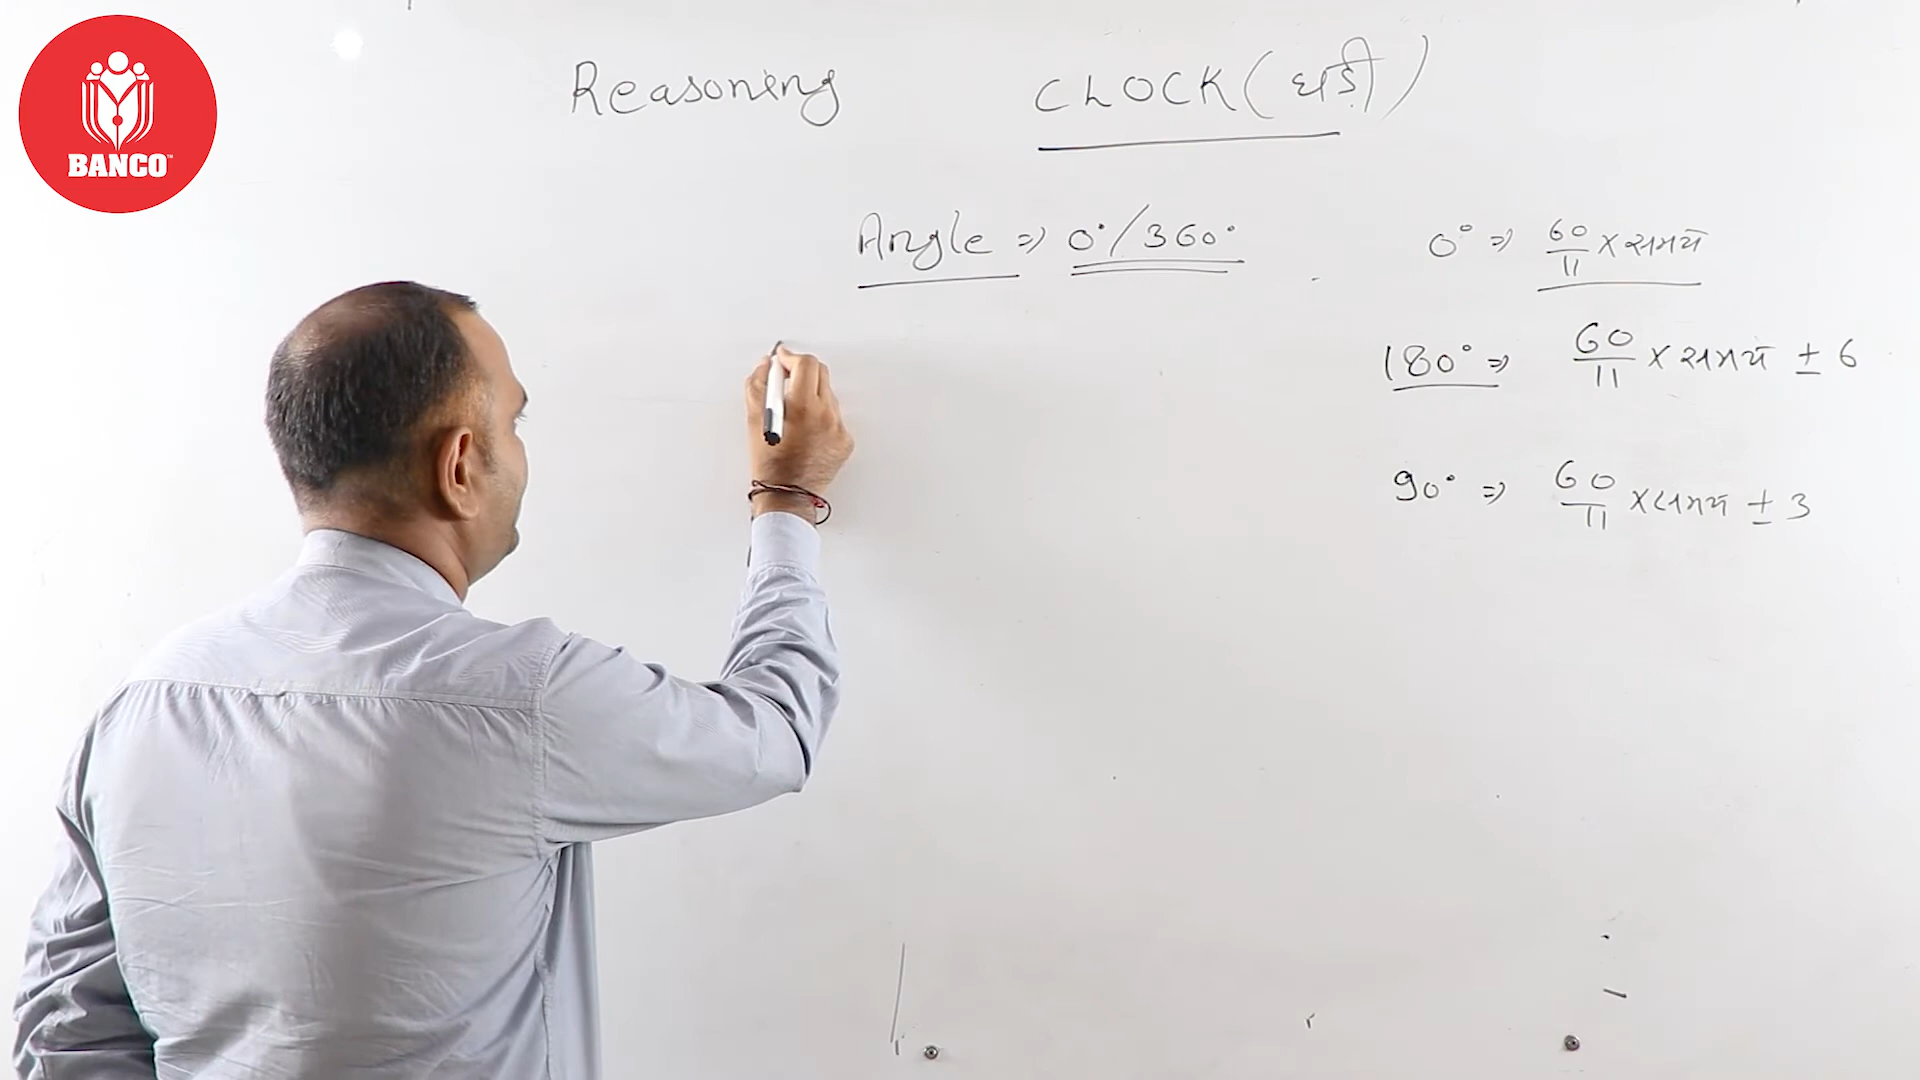 BANCO™
Reasoning CLOCK (घड़ी)
Angle ⇒ 0°/360°
0° ⇒ 60/11 × समय
180° ⇒ 60/11 × समय ± 6
90° ⇒ 60/11 × समय ± 3